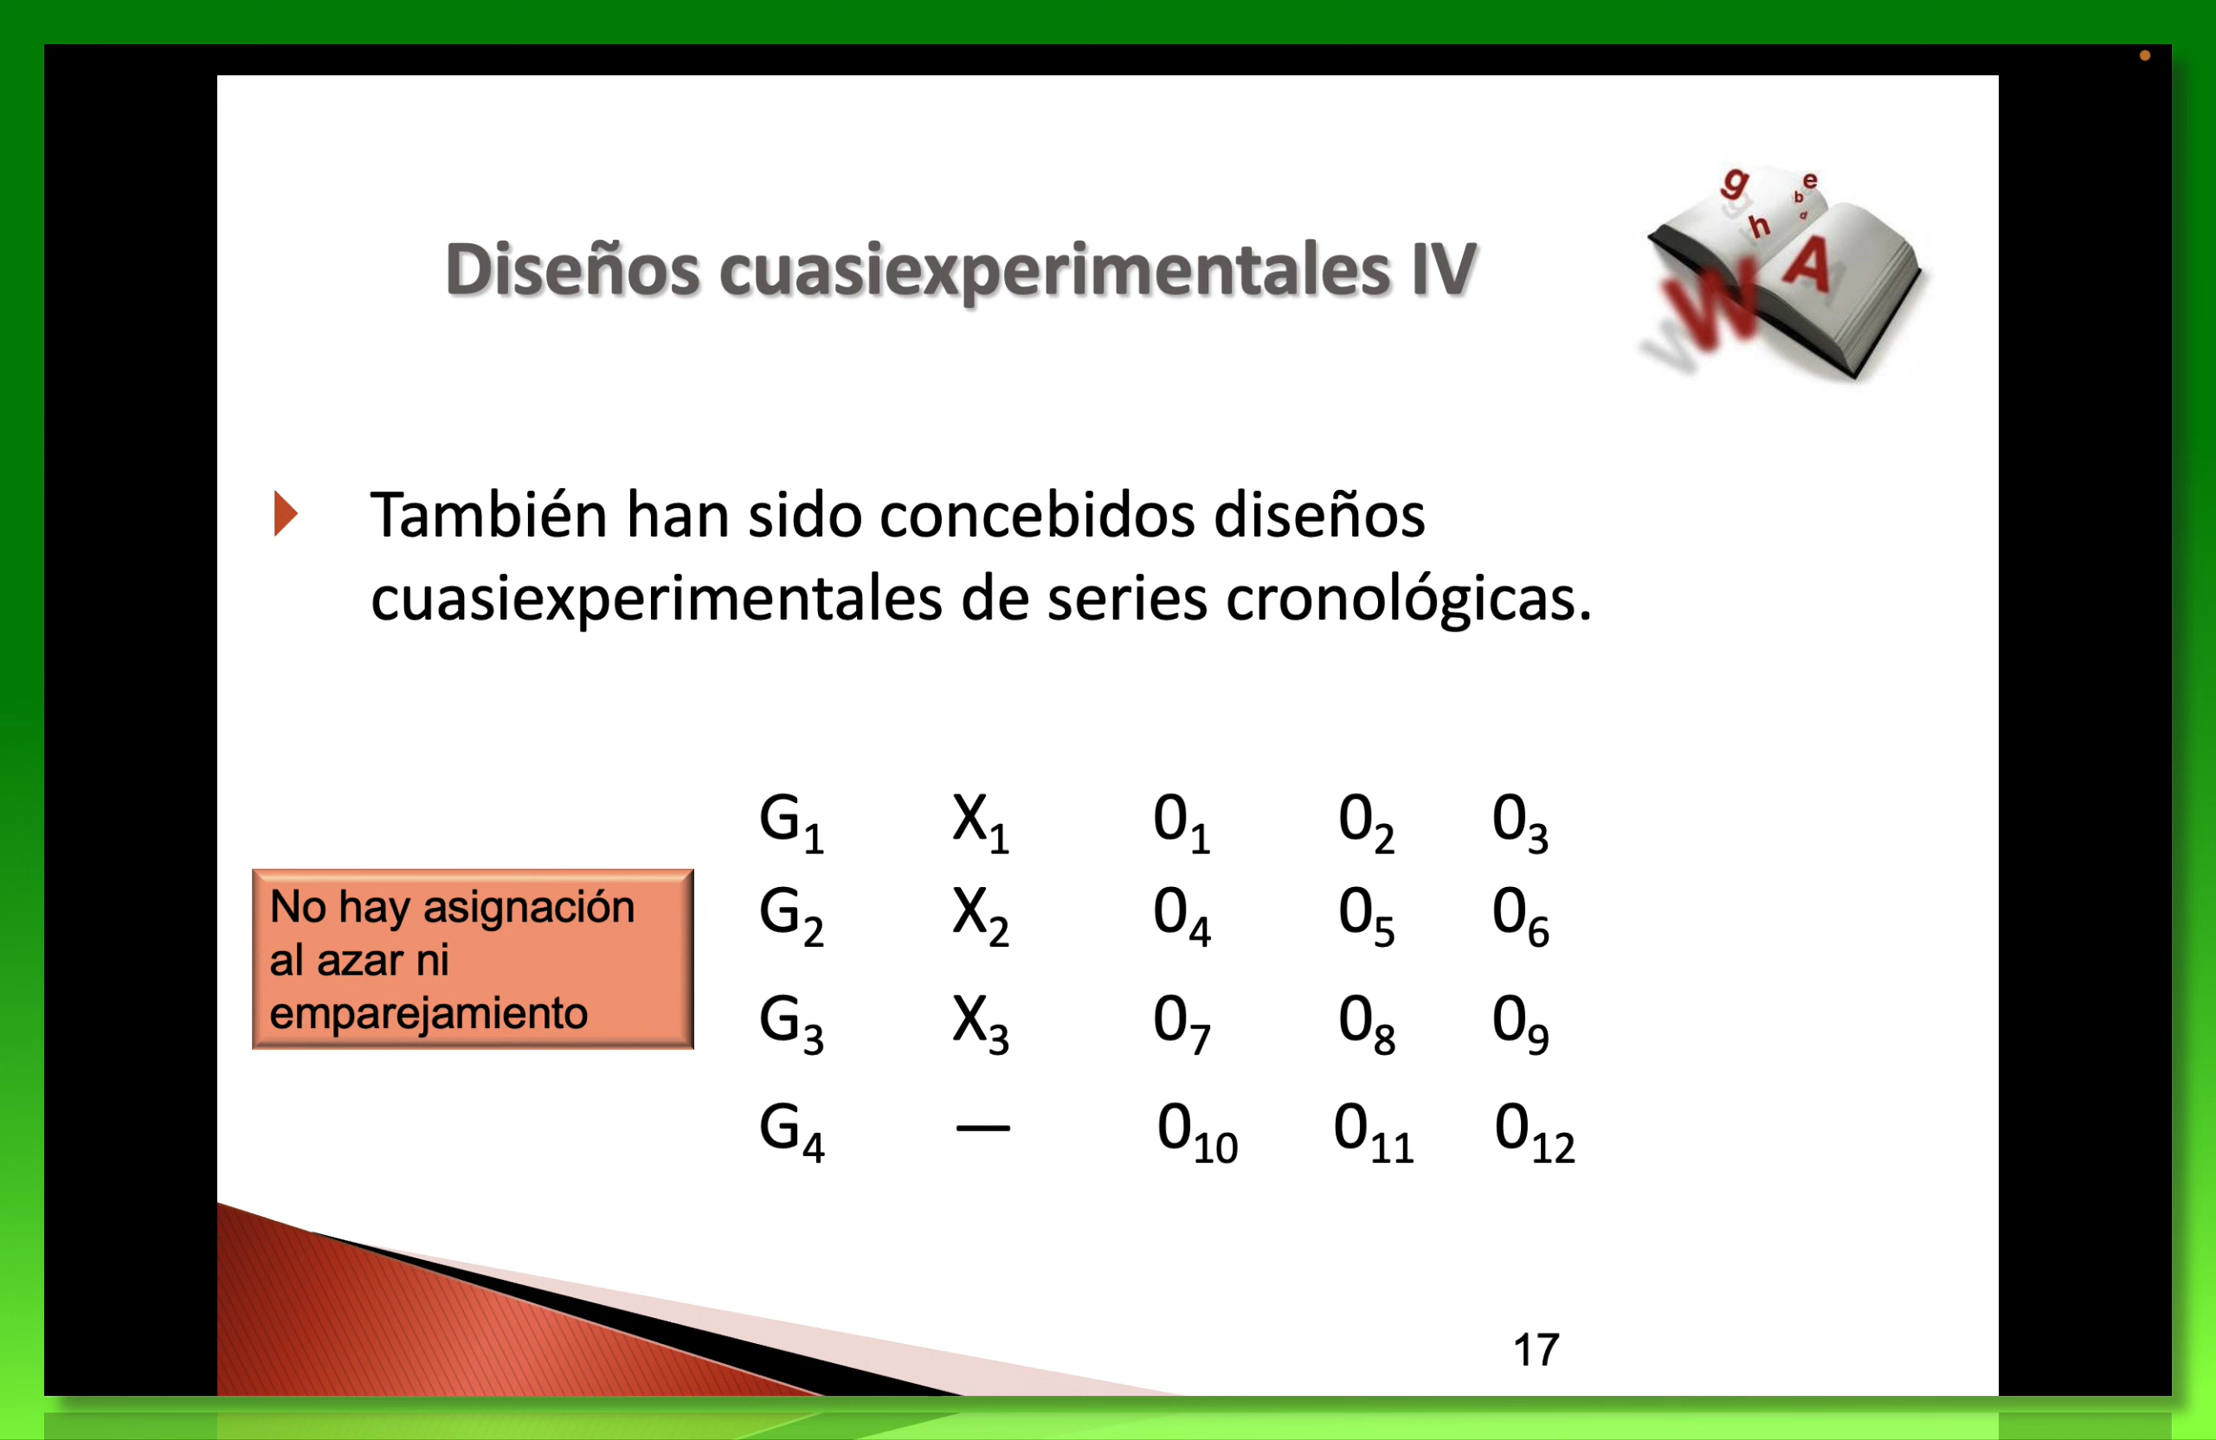 Diseños cuasiexperimentales IV
g e b h d A W
También han sido concebidos diseños
cuasiexperimentales de series cronológicas.
G₁ X₁ 0₁ 0₂ 0₃
No hay asignación
al azar ni
emparejamiento
G₂ X₂ 0₄ 0₅ 0₆
G₃ X₃ 0₇ 0₈ 0₉
G₄ — 0₁₀ 0₁₁ 0₁₂
17